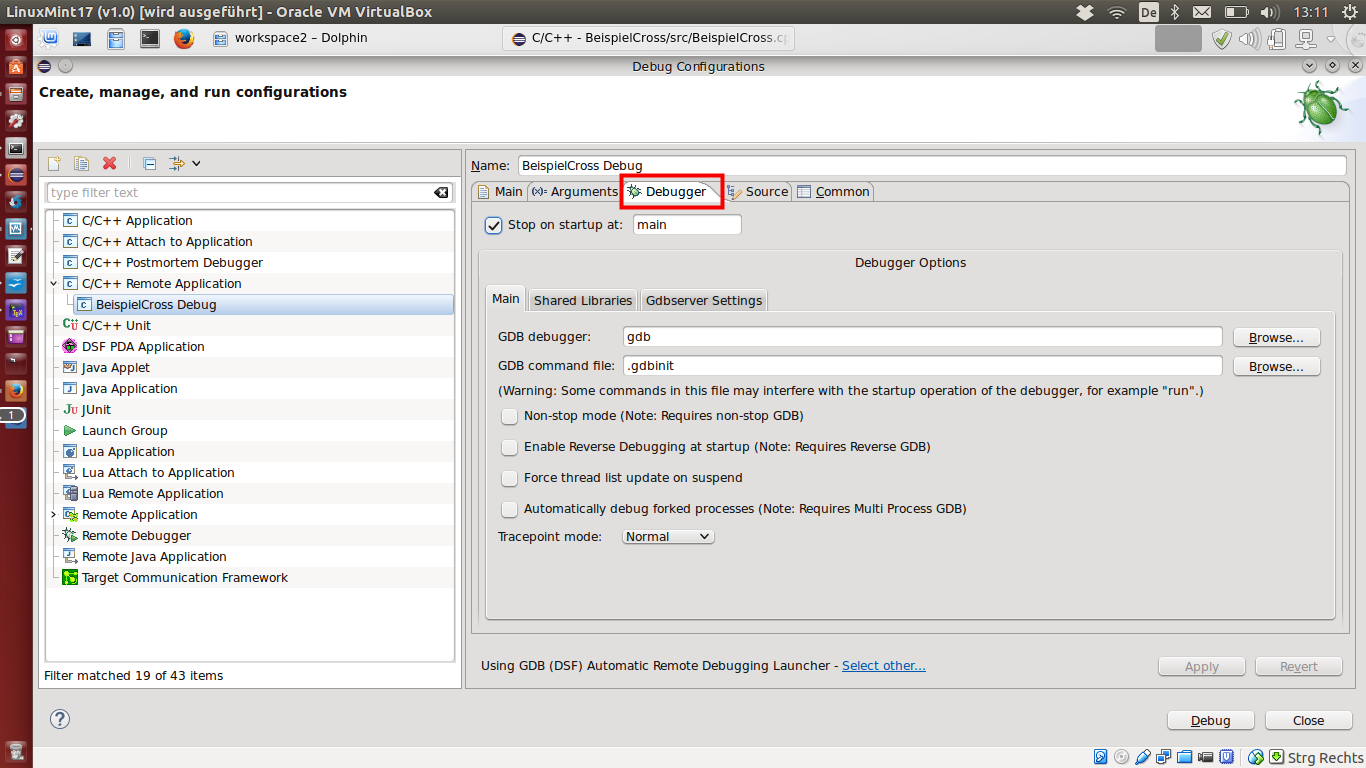 LinuxMint17 (v1.0) [wird ausgeführt] - Oracle VM VirtualBox
De
13:11
workspace2 – Dolphin
C/C++ - BeispielCross/src/BeispielCross.c
Debug Configurations
Create, manage, and run configurations
type filter text
C/C++ Application
C/C++ Attach to Application
C/C++ Postmortem Debugger
C/C++ Remote Application
BeispielCross Debug
C/C++ Unit
DSF PDA Application
Java Applet
Java Application
JUnit
Launch Group
Lua Application
Lua Attach to Application
Lua Remote Application
Remote Application
Remote Debugger
Remote Java Application
Target Communication Framework
Filter matched 19 of 43 items
Name: BeispielCross Debug
Main (x)= Arguments Debugger Source Common
Stop on startup at: main
Debugger Options
Main Shared Libraries Gdbserver Settings
GDB debugger: gdb Browse...
GDB command file: .gdbinit Browse...
(Warning: Some commands in this file may interfere with the startup operation of the debugger, for example "run".)
Non-stop mode (Note: Requires non-stop GDB)
Enable Reverse Debugging at startup (Note: Requires Reverse GDB)
Force thread list update on suspend
Automatically debug forked processes (Note: Requires Multi Process GDB)
Tracepoint mode: Normal
Using GDB (DSF) Automatic Remote Debugging Launcher - Select other...
Apply Revert
Debug Close
1
Strg Rechts